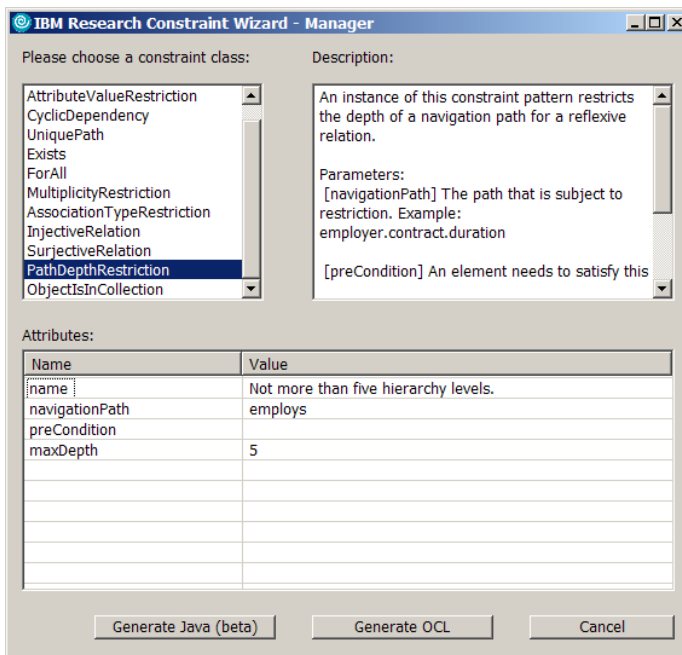 IBM Research Constraint Wizard - Manager
Please choose a constraint class:
Description:
AttributeValueRestriction
CyclicDependency
UniquePath
Exists
ForAll
MultiplicityRestriction
AssociationTypeRestriction
InjectiveRelation
SurjectiveRelation
PathDepthRestriction
ObjectIsInCollection
An instance of this constraint pattern restricts
the depth of a navigation path for a reflexive
relation.
Parameters:
[navigationPath] The path that is subject to
restriction. Example:
employer.contract.duration
[preCondition] An element needs to satisfy this
Attributes:
Name Value
name Not more than five hierarchy levels.
navigationPath employs
preCondition
maxDepth 5
Generate Java (beta) Generate OCL Cancel